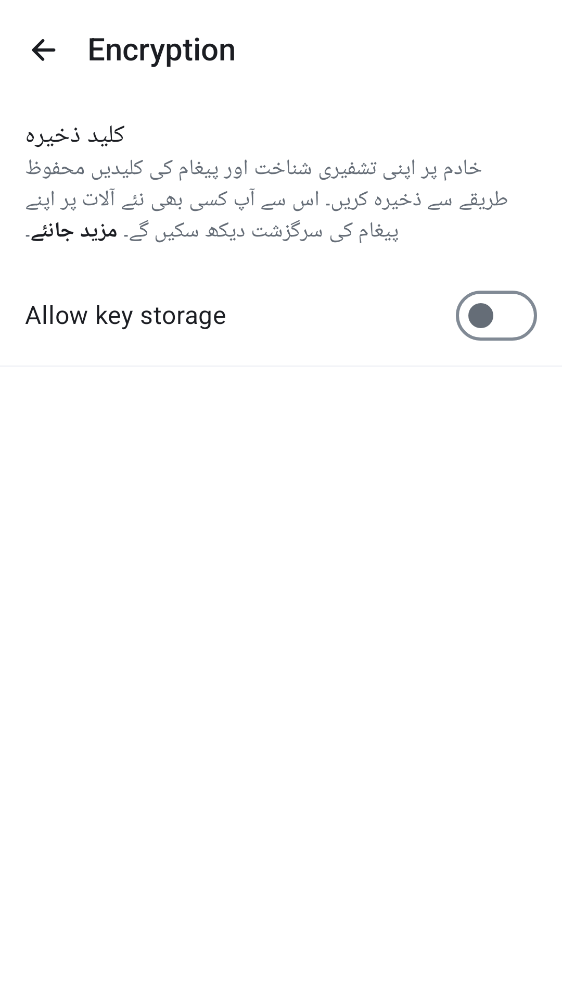 Encryption
کلید ذخیرہ
خادم پر اپنی تشفیری شناخت اور پیغام کی کلیدیں محفوظ
طریقے سے ذخیرہ کریں۔ اس سے آپ کسی بھی نئے آلات پر اپنے
پیغام کی سرگزشت دیکھ سکیں گے۔ مزید جانئے۔
Allow key storage